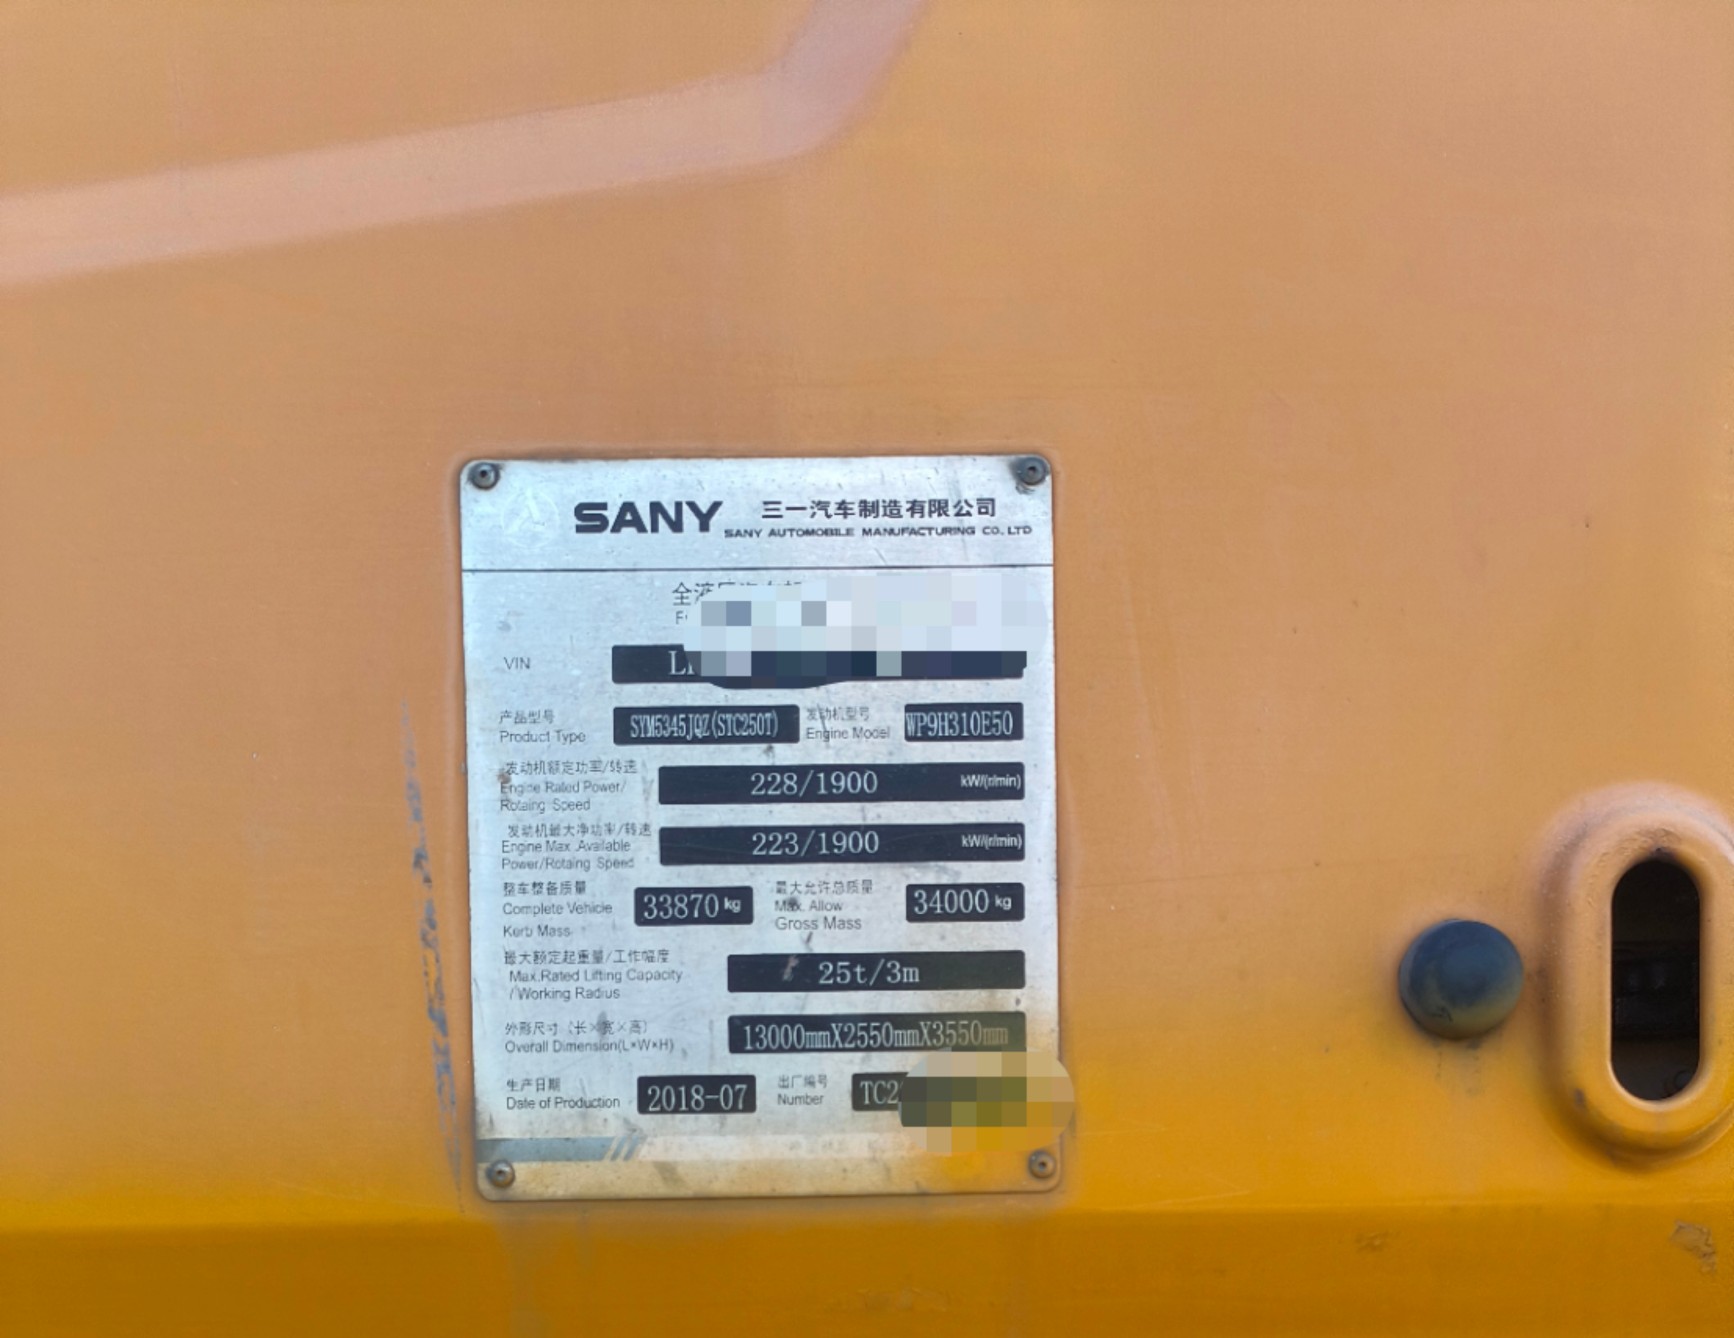 SANY 三一汽车制造有限公司
SANY AUTOMOBILE MANUFACTURING CO.,LTD
全液
VIN
产品型号 SYM5345JQZ(STC250T) 发动机型号 WP9H310E50
Product Type Engine Model
发动机额定功率/转速
Engine Rated Power/ 228/1900 kW/(r/min)
Rotaing Speed
发动机最大净功率/转速
Engine Max .Available 223/1900 kW/(r/min)
Power/Rotaing Speed
整车整备质量 最大允许总质量
Complete Vehicle 33870 kg Max. Allow 34000 kg
Kerb Mass Gross Mass
最大额定起重量/工作幅度
Max.Rated Lifting Capacity 25t/3m
/ Working Radius
外形尺寸（长×宽×高） 13000mmX2550mmX3550mm
Overall Dimension(L×W×H)
生产日期 2018-07 出厂编号 TC2
Date of Production Number